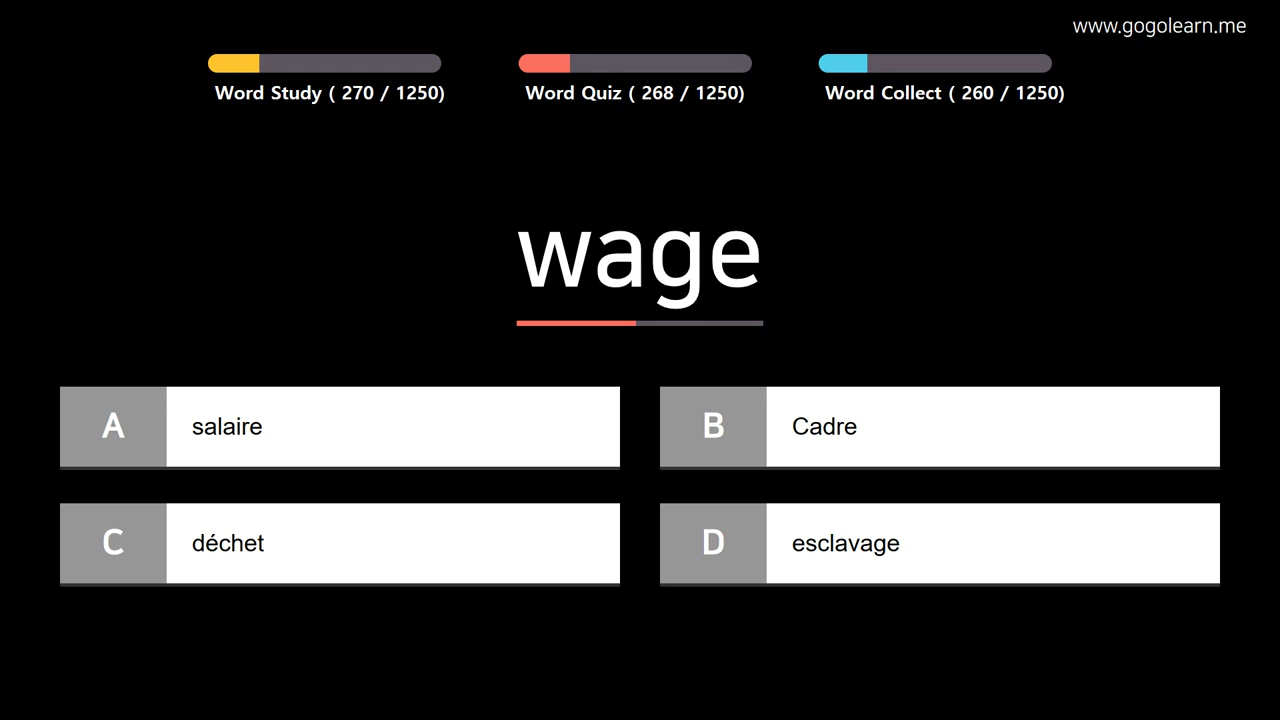 www.gogolearn.me
Word Study ( 270 / 1250)
Word Quiz ( 268 / 1250)
Word Collect ( 260 / 1250)
wage
A salaire
B Cadre
C déchet
D esclavage